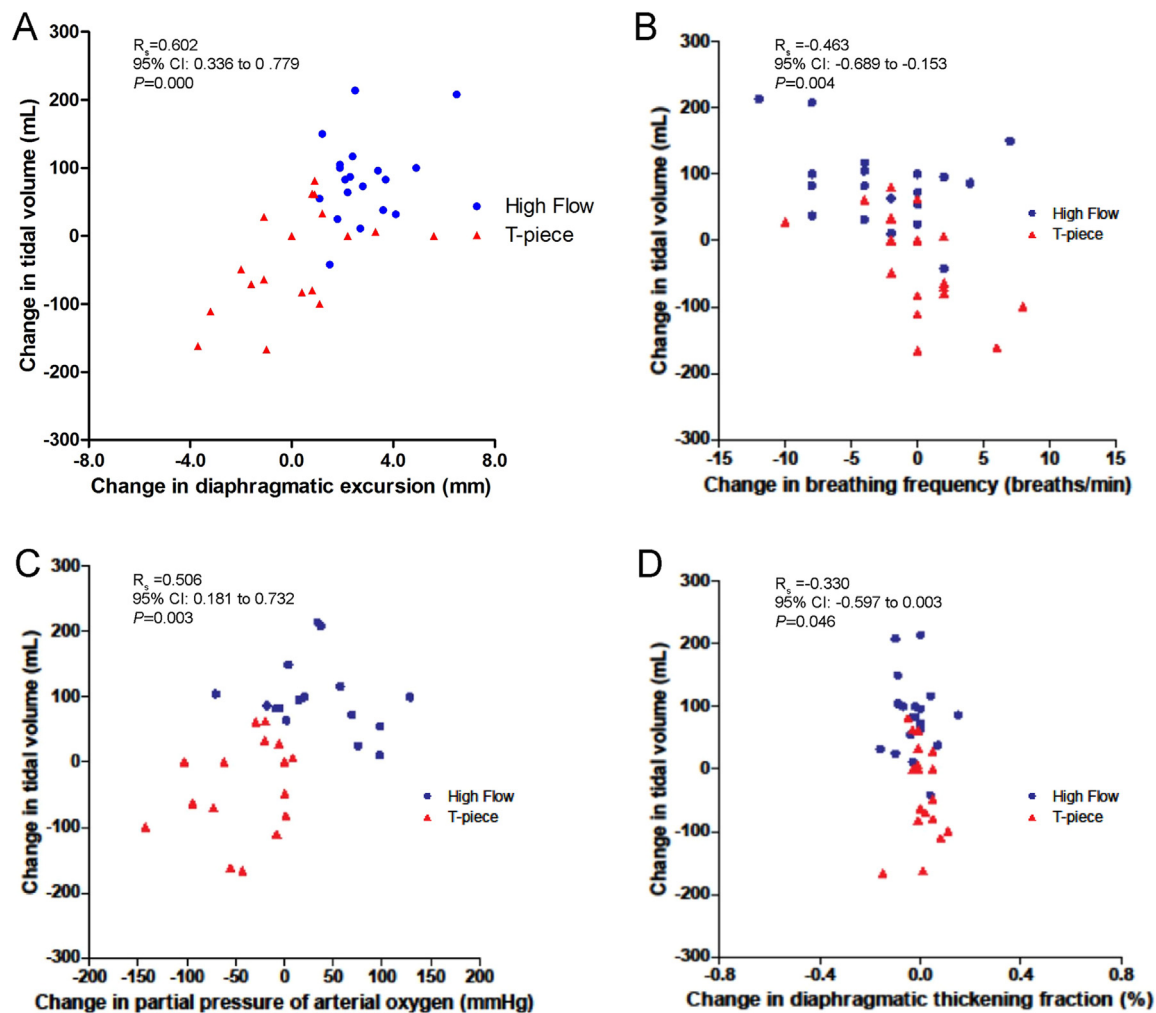 A
R_s=0.602
95% CI: 0.336 to 0 .779
P=0.000
300
200
100
0
-100
-200
-300
Change in tidal volume (mL)
High Flow
T-piece
-8.0 -4.0 0.0 4.0 8.0
Change in diaphragmatic excursion (mm)
B
R_s=-0.463
95% CI: -0.689 to -0.153
P=0.004
300
200
100
0
-100
-200
-300
Change in tidal volume (mL)
High Flow
T-piece
-15 -10 -5 0 5 10 15
Change in breathing frequency (breaths/min)
C
R_s =0.506
95% CI: 0.181 to 0.732
P=0.003
300
200
100
0
-100
-200
-300
Change in tidal volume (mL)
High Flow
T-piece
-200 -150 -100 -50 0 50 100 150 200
Change in partial pressure of arterial oxygen (mmHg)
D
R_s=-0.330
95% CI: -0.597 to 0.003
P=0.046
300
200
100
0
-100
-200
-300
Change in tidal volume (mL)
High Flow
T-piece
-0.8 -0.4 0.0 0.4 0.8
Change in diaphragmatic thickening fraction (%)